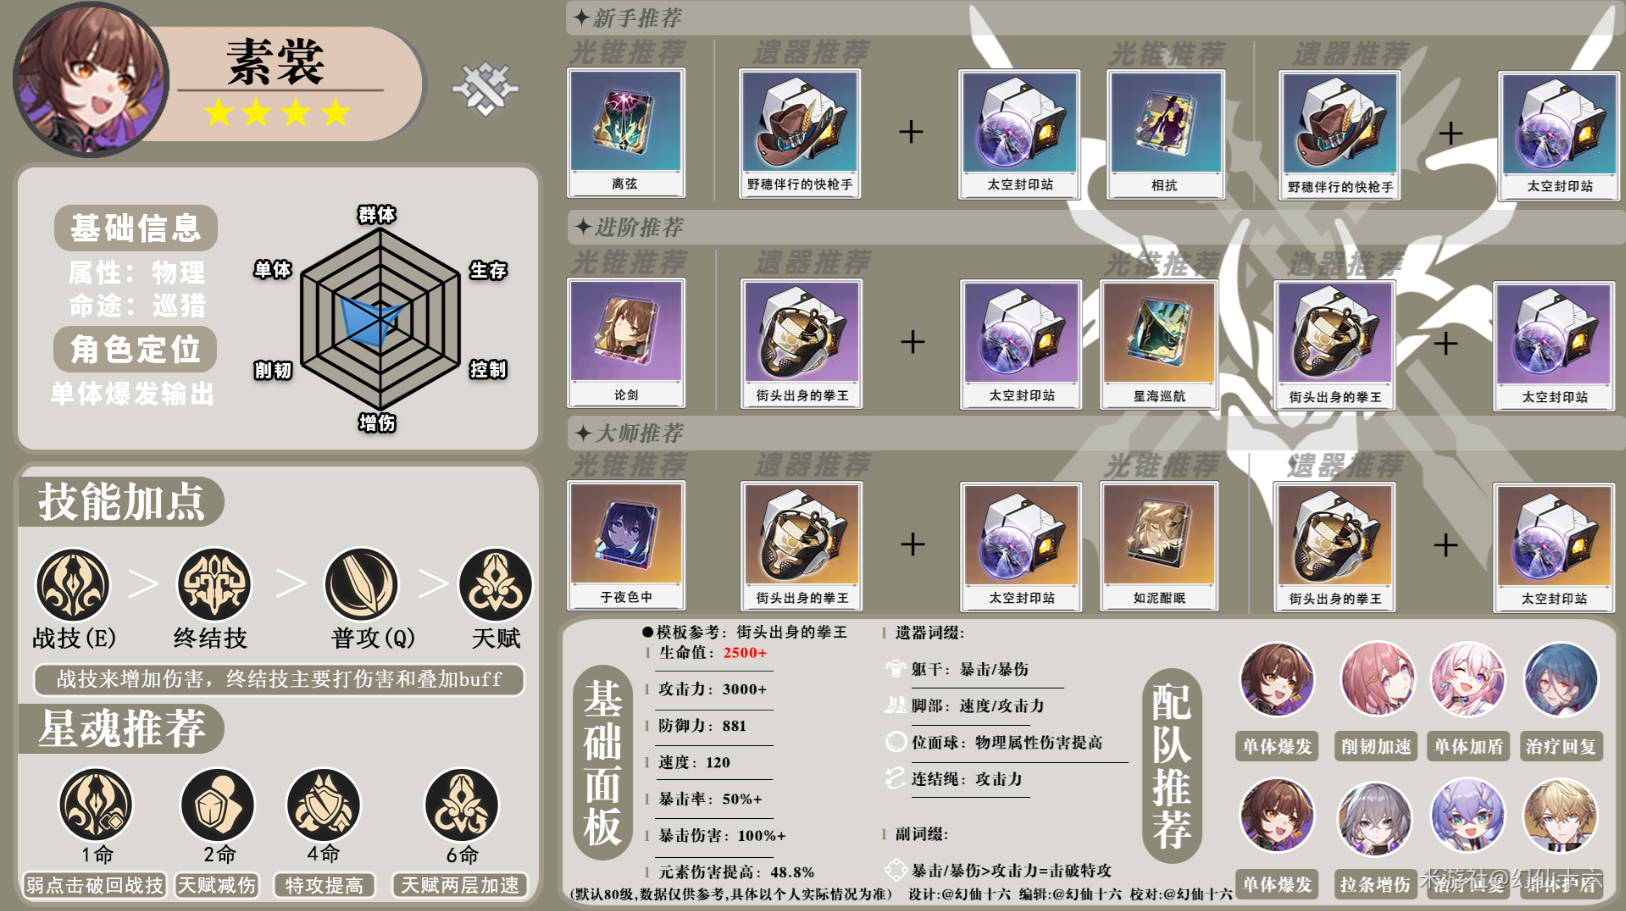 素裳
基础信息
属性：物理
命途：巡猎
角色定位
单体爆发输出
群体
单体
生存
削韧
控制
增伤
技能加点
战技(E)
终结技
普攻(Q)
天赋
战技来增加伤害，终结技主要打伤害和叠加buff
星魂推荐
1命
2命
4命
6命
弱点击破回战技
天赋减伤
特攻提高
天赋两层加速
新手推荐
光锥推荐
遗器推荐
光锥推荐
遗器推荐
离弦
野穗伴行的快枪手
+
太空封印站
相抗
野穗伴行的快枪手
+
太空封印站
进阶推荐
光锥推荐
遗器推荐
光锥推荐
遗器推荐
论剑
街头出身的拳王
+
太空封印站
星海巡航
街头出身的拳王
+
太空封印站
大师推荐
光锥推荐
遗器推荐
光锥推荐
遗器推荐
于夜色中
街头出身的拳王
+
太空封印站
如泥酣眠
街头出身的拳王
+
太空封印站
基础面板
●模板参考：街头出身的拳王
生命值：2500+
攻击力：3000+
防御力：881
速度：120
暴击率：50%+
暴击伤害：100%+
元素伤害提高：48.8%
遗器词缀：
躯干：暴击/暴伤
脚部：速度/攻击力
位面球：物理属性伤害提高
连结绳：攻击力
副词缀：
暴击/暴伤>攻击力=击破特攻
(默认80级,数据仅供参考,具体以个人实际情况为准) 设计:@幻仙十六 编辑:@幻仙十六 校对:@幻仙十六
配队推荐
单体爆发
削韧加速
单体加盾
治疗回复
单体爆发
拉条增伤
治疗回复
群体护盾
米游社@幻仙十六